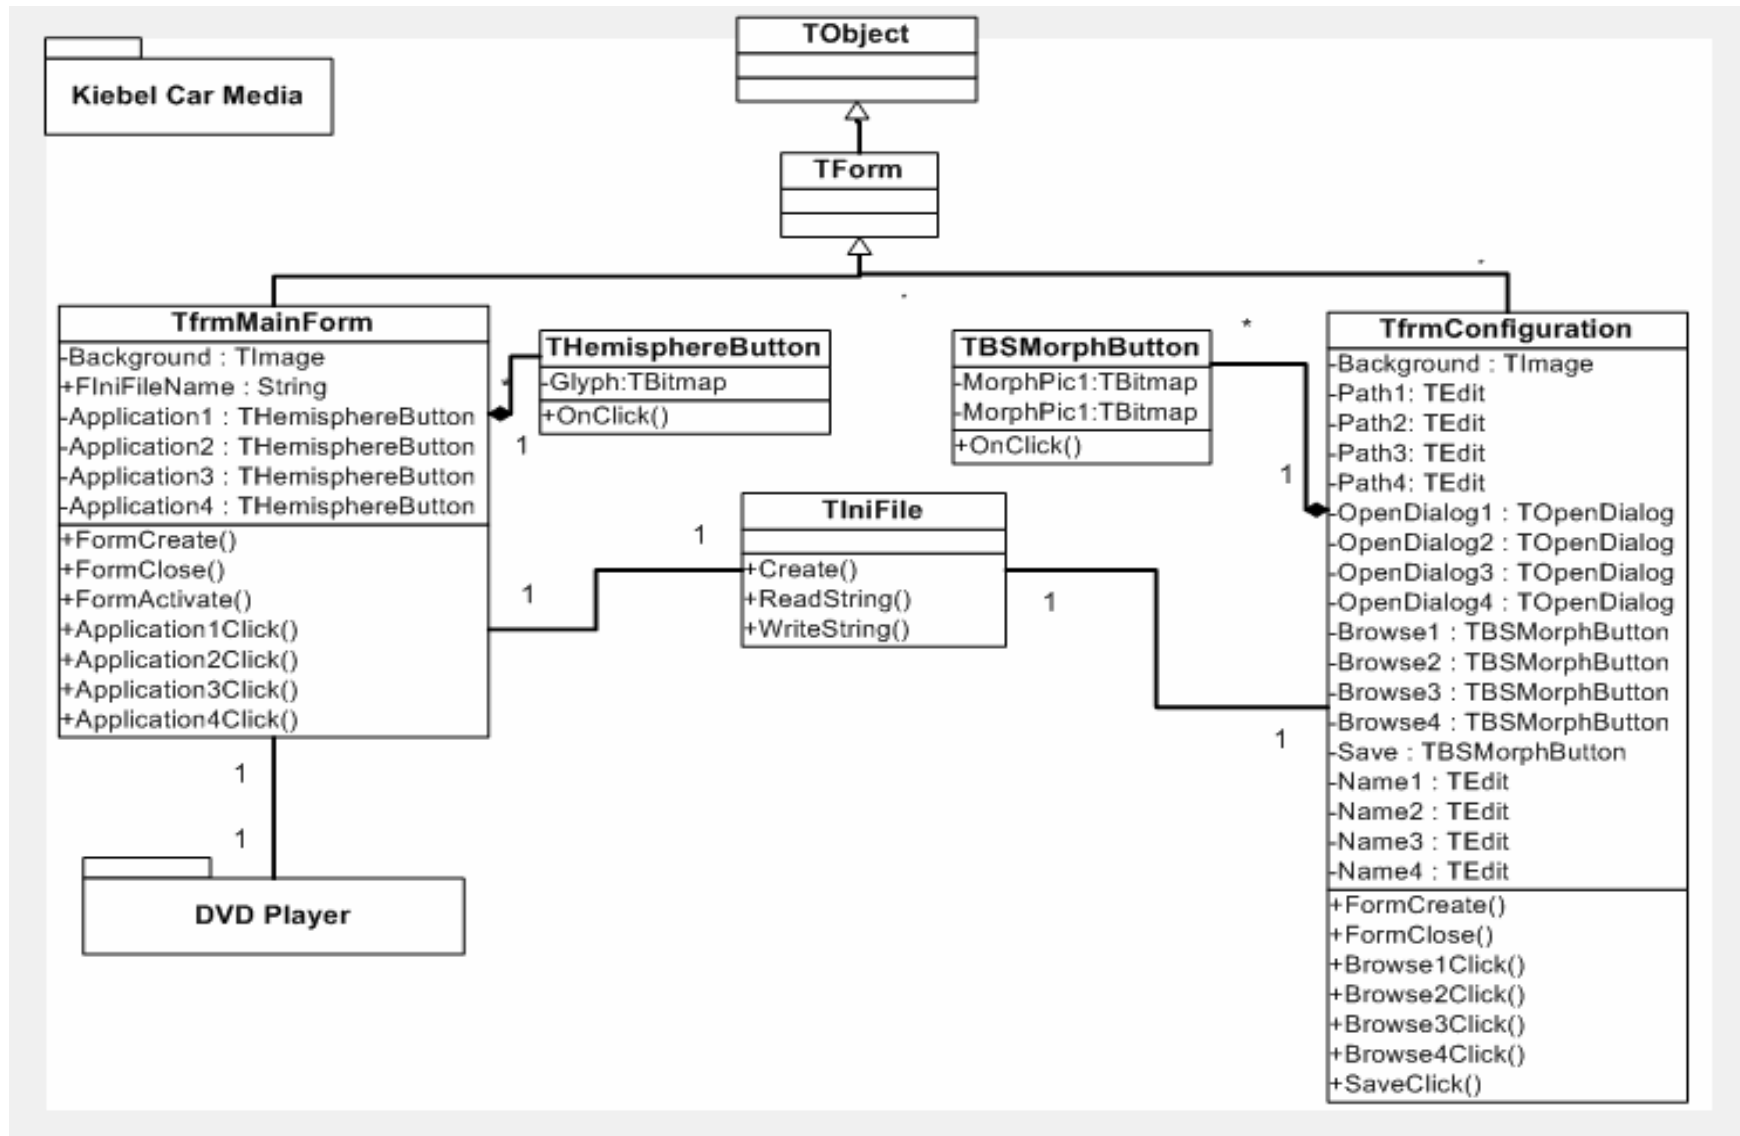 Kiebel Car Media
TObject
TForm
TfrmMainForm
-Background : TImage
+FIniFileName : String
-Application1 : THemisphereButton
-Application2 : THemisphereButton
-Application3 : THemisphereButton
-Application4 : THemisphereButton
+FormCreate()
+FormClose()
+FormActivate()
+Application1Click()
+Application2Click()
+Application3Click()
+Application4Click()
*
1
THemisphereButton
-Glyph:TBitmap
+OnClick()
TBSMorphButton
-MorphPic1:TBitmap
-MorphPic1:TBitmap
+OnClick()
*
1
TIniFile
+Create()
+ReadString()
+WriteString()
1
1
1
1
TfrmConfiguration
-Background : TImage
-Path1: TEdit
-Path2: TEdit
-Path3: TEdit
-Path4: TEdit
-OpenDialog1 : TOpenDialog
-OpenDialog2 : TOpenDialog
-OpenDialog3 : TOpenDialog
-OpenDialog4 : TOpenDialog
-Browse1 : TBSMorphButton
-Browse2 : TBSMorphButton
-Browse3 : TBSMorphButton
-Browse4 : TBSMorphButton
-Save : TBSMorphButton
-Name1 : TEdit
-Name2 : TEdit
-Name3 : TEdit
-Name4 : TEdit
+FormCreate()
+FormClose()
+Browse1Click()
+Browse2Click()
+Browse3Click()
+Browse4Click()
+SaveClick()
1
1
DVD Player